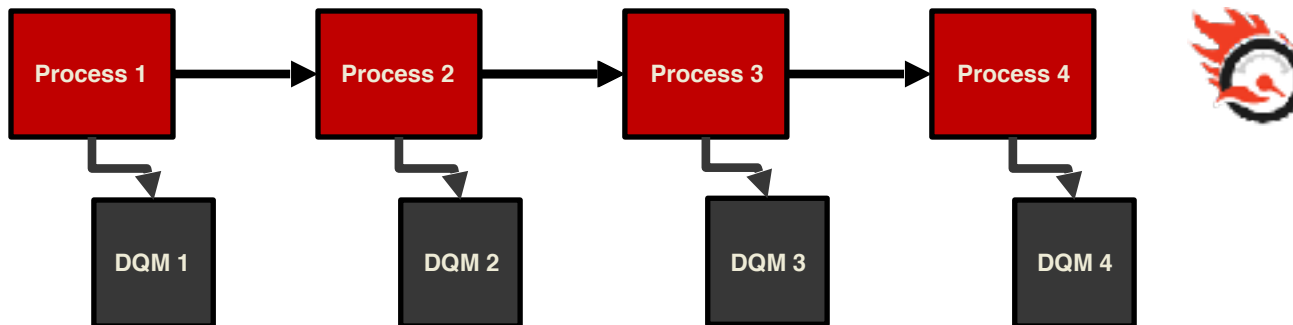 Process 1
Process 2
Process 3
Process 4
DQM 1
DQM 2
DQM 3
DQM 4